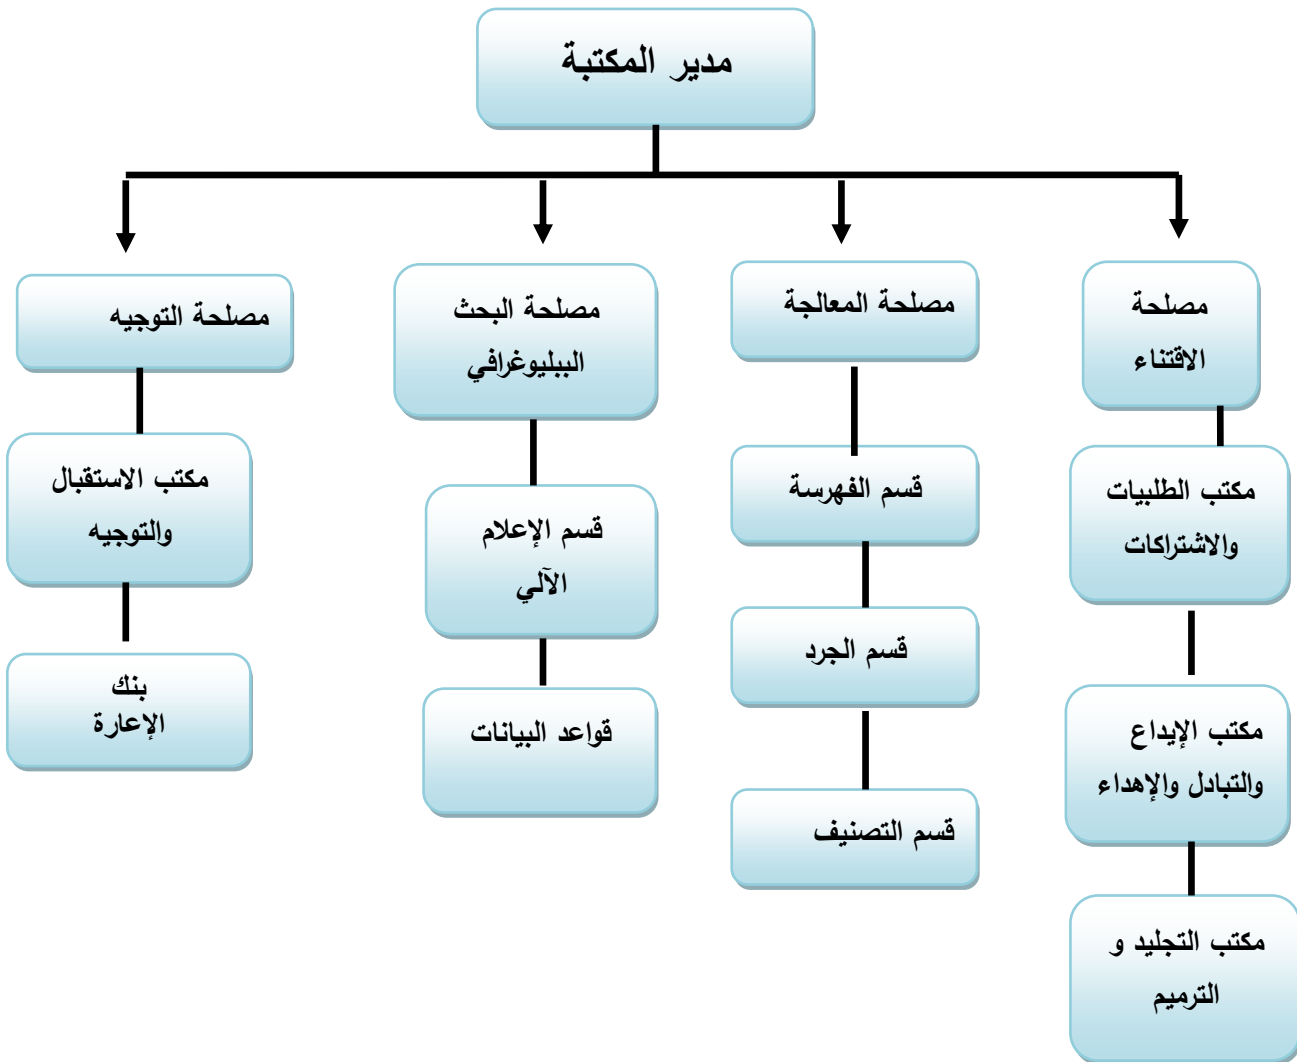 مدير المكتبة
مصلحة
الاقتناء
مكتب الطلبيات
والاشتراكات
مكتب الإيداع
والتبادل والإهداء
مكتب التجليد و
الترميم
مصلحة المعالجة
قسم الفهرسة
قسم الجرد
قسم التصنيف
مصلحة البحث
الببليوغرافي
قسم الإعلام
الآلي
قواعد البيانات
مصلحة التوجيه
مكتب الاستقبال
والتوجيه
بنك
الإعارة